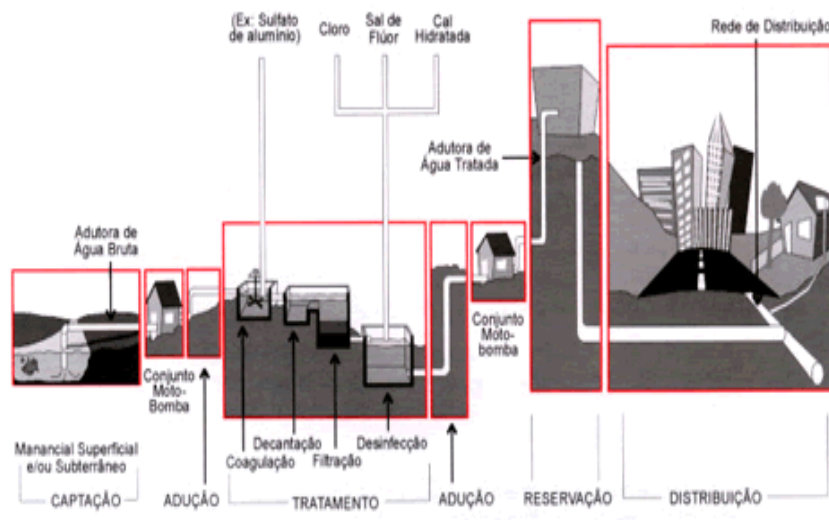 (Ex: Sulfato
de alumínio)
Cloro
Sal de
Flúor
Cal
Hidratada
Rede de Distribuição
Adutora de
Água Tratada
Adutora de
Água Bruta
Conjunto
Moto-
Bomba
Conjunto
Moto-
bomba
Coagulação
Decantação
Filtração
Desinfecção
Manancial Superficial
e/ou Subterrâneo
CAPTAÇÃO
ADUÇÃO
TRATAMENTO
ADUÇÃO
RESERVAÇÃO
DISTRIBUIÇÃO